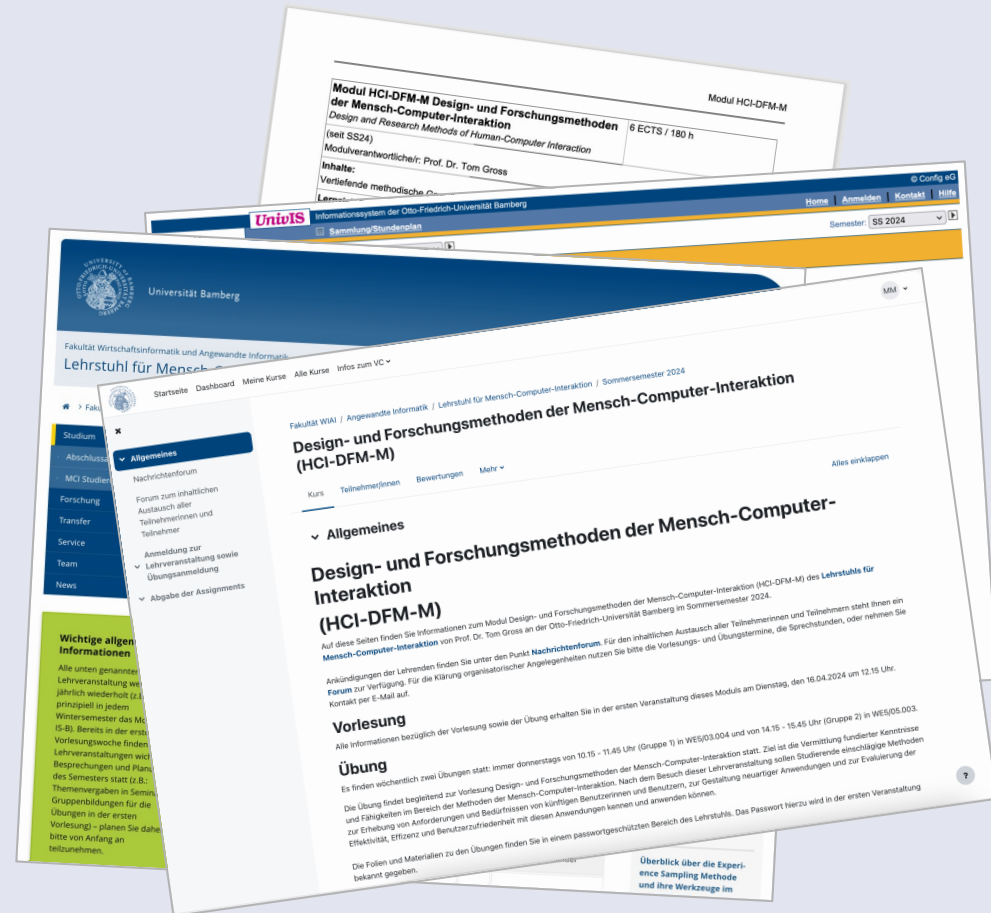 Modul HCI-DFM-M
Modul HCI-DFM-M Design- und Forschungsmethoden
der Mensch-Computer-Interaktion
Design and Research Methods of Human-Computer Interaction
6 ECTS / 180 h
(seit SS24)
Modulverantwortliche/r: Prof. Dr. Tom Gross
Inhalte:
Vertiefende methodische
© Config eG
UnivIS
Informationssystem der Otto-Friedrich-Universität Bamberg
Home | Anmelden | Kontakt | Hilfe
Sammlung/Stundenplan
Semester: SS 2024
Universität Bamberg
Fakultät Wirtschaftsinformatik und Angewandte Informatik
Lehrstuhl für
Studium
Forschung
Transfer
Service
Team
News
Wichtige
Informationen
Alle unten genannten
Lehrveranstaltung
jährlich wiederholt
prinzipiell in jedem
Wintersemester das
IS-B). Bereits in der
Vorlesungswoche finden
Lehrveranstaltungen
Besprechungen und
des Semesters statt (z.B.:
Themenvergaben in
Gruppenbildungen für die
Übungen in der ersten
Vorlesung) – planen Sie
bitte von Anfang an
teilzunehmen.
MM
Startseite Dashboard Meine Kurse Alle Kurse Infos zum VC
Allgemeines
Nachrichtenforum
Forum zum inhaltlichen
Austausch aller
Teilnehmerinnen und
Teilnehmer
Anmeldung zur
Lehrveranstaltung sowie
Übungsanmeldung
Abgabe der Assignments
Fakultät WIAI / Angewandte Informatik / Lehrstuhl für Mensch-Computer-Interaktion / Sommersemester 2024
Design- und Forschungsmethoden der Mensch-Computer-Interaktion
(HCI-DFM-M)
Kurs Teilnehmer/innen Bewertungen Mehr
Alles einklappen
Allgemeines
Design- und Forschungsmethoden der Mensch-Computer-
Interaktion
(HCI-DFM-M)
Auf diese Seiten finden Sie Informationen zum Modul Design- und Forschungsmethoden der Mensch-Computer-Interaktion (HCI-DFM-M) des Lehrstuhls für
Mensch-Computer-Interaktion von Prof. Dr. Tom Gross an der Otto-Friedrich-Universität Bamberg im Sommersemester 2024.
Ankündigungen der Lehrenden finden Sie unter den Punkt Nachrichtenforum. Für den inhaltlichen Austausch aller Teilnehmerinnen und Teilnehmern steht Ihnen ein
Forum zur Verfügung. Für die Klärung organisatorischer Angelegenheiten nutzen Sie bitte die Vorlesungs- und Übungstermine, die Sprechstunden, oder nehmen Sie
Kontakt per E-Mail auf.
Vorlesung
Alle Informationen bezüglich der Vorlesung sowie der Übung erhalten Sie in der ersten Veranstaltung dieses Moduls am Dienstag, den 16.04.2024 um 12.15 Uhr.
Übung
Es finden wöchentlich zwei Übungen statt: immer donnerstags von 10.15 - 11.45 Uhr (Gruppe 1) in WE5/03.004 und von 14.15 - 15.45 Uhr (Gruppe 2) in WE5/05.003.
Die Übung findet begleitend zur Vorlesung Design- und Forschungsmethoden der Mensch-Computer-Interaktion statt. Ziel ist die Vermittlung fundierter Kenntnisse
und Fähigkeiten im Bereich der Methoden der Mensch-Computer-Interaktion. Nach dem Besuch dieser Lehrveranstaltung sollen Studierende einschlägige Methoden
zur Erhebung von Anforderungen und Bedürfnissen von künftigen Benutzerinnen und Benutzern, zur Gestaltung neuartiger Anwendungen und zur Evaluierung der
Effektivität, Effizienz und Benutzerzufriedenheit mit diesen Anwendungen kennen und anwenden können.
Die Folien und Materialien zu den Übungen finden Sie in einem passwortgeschützten Bereich des Lehrstuhls. Das Passwort hierzu wird in der ersten Veranstaltung
bekannt gegeben.
?
Überblick über die Experi-
ence Sampling Methode
und ihre Werkzeuge im